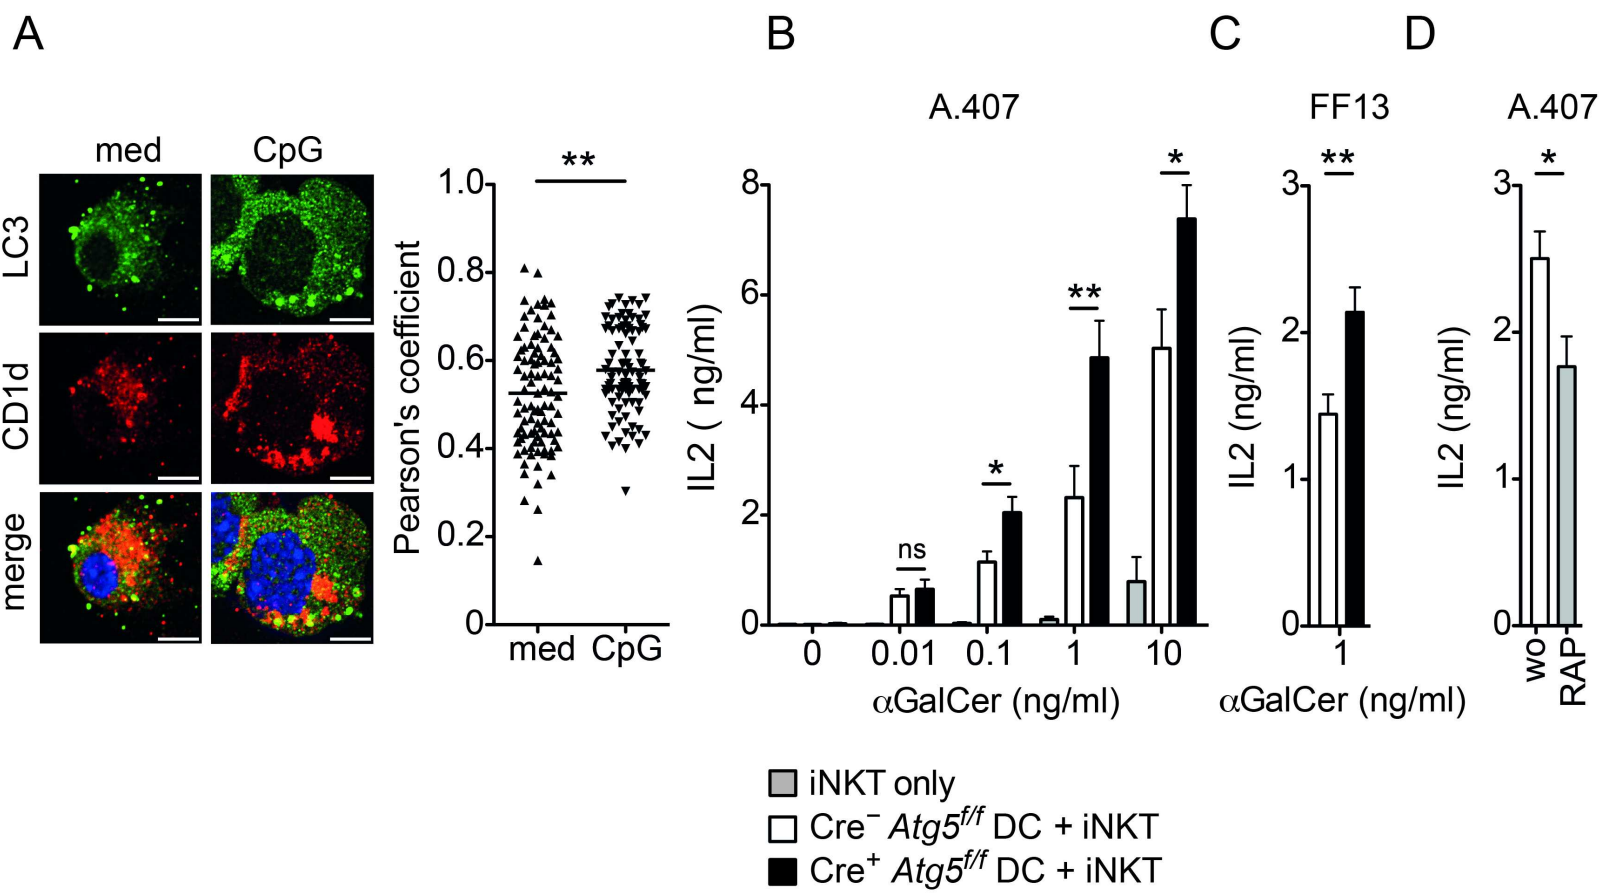 A
med CpG
LC3
CD1d
merge
Pearson's coefficient
1.0
0.8
0.6
0.4
0.2
0
**
med CpG
B
A.407
IL2 ( ng/ml)
8
6
4
2
0
ns
*
**
*
0 0.01 0.1 1 10
αGalCer (ng/ml)
C
FF13
**
IL2 (ng/ml)
3
2
1
0
1
αGalCer (ng/ml)
D
A.407
*
IL2 (ng/ml)
3
2
1
0
wo
RAP
iNKT only
Cre⁻ Atg5f/f DC + iNKT
Cre⁺ Atg5f/f DC + iNKT